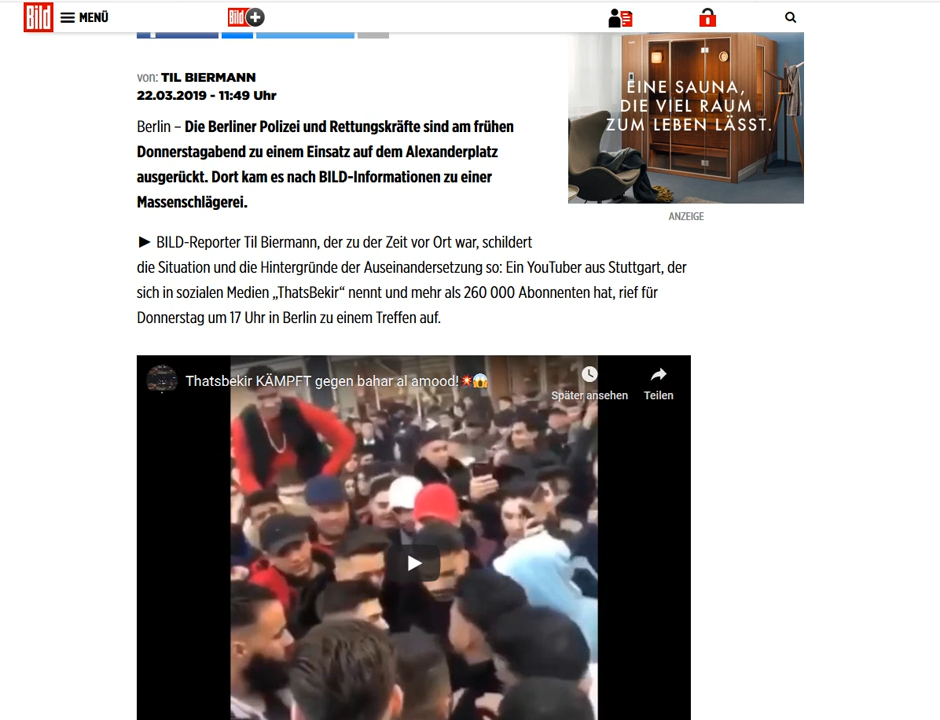 Bild MENÜ Bild+
von: TIL BIERMANN
22.03.2019 - 11:49 Uhr
Berlin – Die Berliner Polizei und Rettungskräfte sind am frühen
Donnerstagabend zu einem Einsatz auf dem Alexanderplatz
ausgerückt. Dort kam es nach BILD-Informationen zu einer
Massenschlägerei.
EINE SAUNA,
DIE VIEL RAUM
ZUM LEBEN LÄSST.
ANZEIGE
► BILD-Reporter Til Biermann, der zu der Zeit vor Ort war, schildert
die Situation und die Hintergründe der Auseinandersetzung so: Ein YouTuber aus Stuttgart, der
sich in sozialen Medien „ThatsBekir“ nennt und mehr als 260 000 Abonnenten hat, rief für
Donnerstag um 17 Uhr in Berlin zu einem Treffen auf.
Thatsbekir KÄMPFT gegen bahar al amood!💥😱
Später ansehen
Teilen